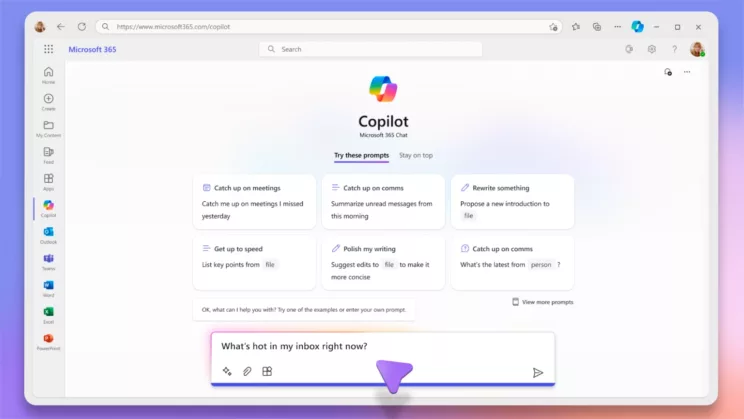 https://www.microsoft365.com/copilot
Microsoft 365
Search
Home
Create
My Content
Feed
Apps
Copilot
Outlook
Teams
Word
Excel
PowerPoint
Copilot
Microsoft 365 Chat
Try these prompts
Stay on top
Catch up on meetings
Catch me up on meetings I missed
yesterday
Catch up on comms
Summarize unread messages from
this morning
Rewrite something
Propose a new introduction to
file
Get up to speed
List key points from file
Polish my writing
Suggest edits to file to make it
more concise
Catch up on comms
What's the latest from person ?
OK, what can I help you with? Try one of the examples or enter your own prompt.
View more prompts
What's hot in my inbox right now?